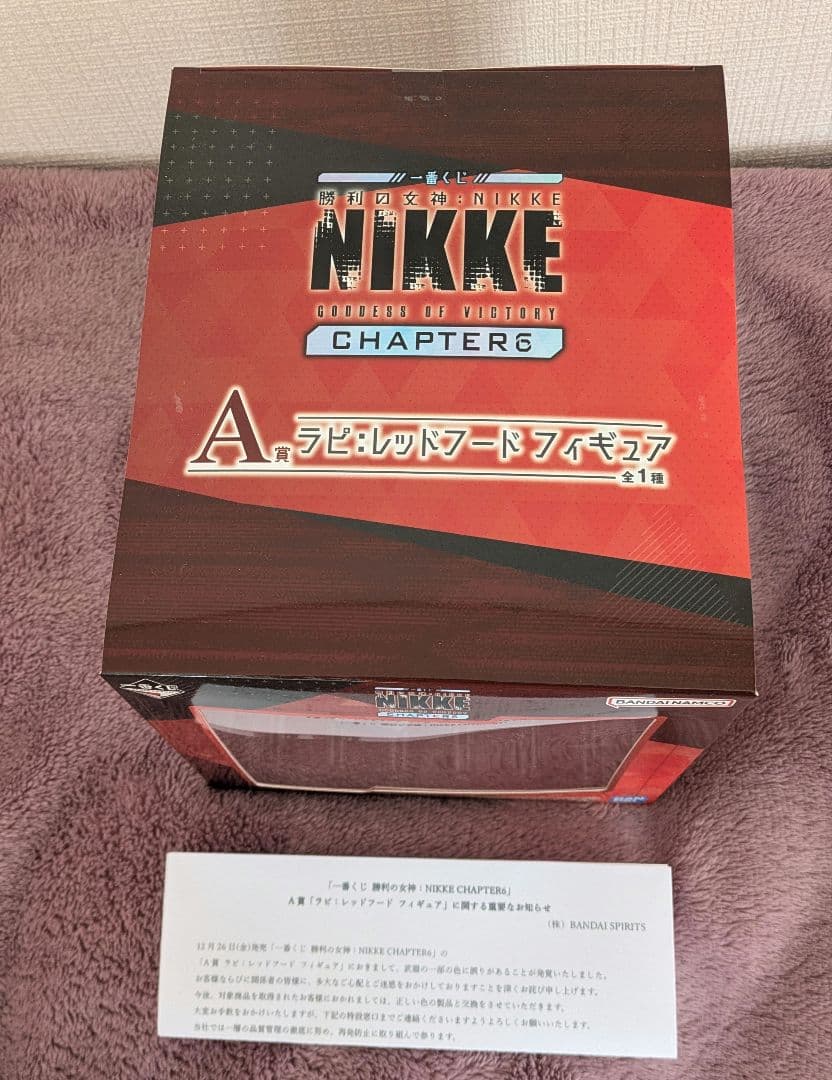 一番くじ
勝利の女神:NIKKE
NIKKE
GODDESS OF VICTORY
CHAPTER6
A賞 ラピ:レッドフード フィギュア
全1種
一番くじ
NIKKE
CHAPTER6
BANDAI NAMCO
BAN
「一番くじ 勝利の女神：NIKKE CHAPTER6」
A賞「ラピ：レッドフード フィギュア」に関する重要なお知らせ
（株）BANDAI SPIRITS
12月26日(金)発売「一番くじ 勝利の女神：NIKKE CHAPTER6」の
「A賞 ラピ：レッドフード フィギュア」におきまして、武器の一部の色に誤りがあることが発覚いたしました。
お客様ならびに関係者の皆様に、多大なご心配とご迷惑をおかけしておりますことを深くお詫び申し上げます。
今後、対象商品を取得されたお客様におかれましては、正しい色の製品と交換をさせていただきます。
大変お手数をおかけいたしますが、下記の特設窓口までご連絡くださいますようよろしくお願いいたします。
当社では一層の品質管理の徹底に努め、再発防止に取り組んで参ります。